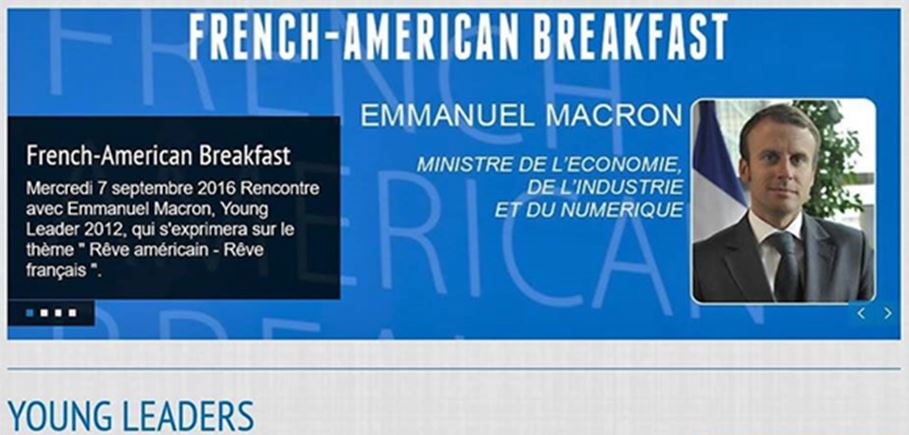 FRENCH-AMERICAN BREAKFAST
EMMANUEL MACRON
MINISTRE DE L'ECONOMIE,
DE L'INDUSTRIE
ET DU NUMERIQUE
French-American Breakfast
Mercredi 7 septembre 2016 Rencontre
avec Emmanuel Macron, Young
Leader 2012, qui s'exprimera sur le
thème " Rêve américain - Rêve
français ".
FRENCH
AMERICAN
BREAK
YOUNG LEADERS